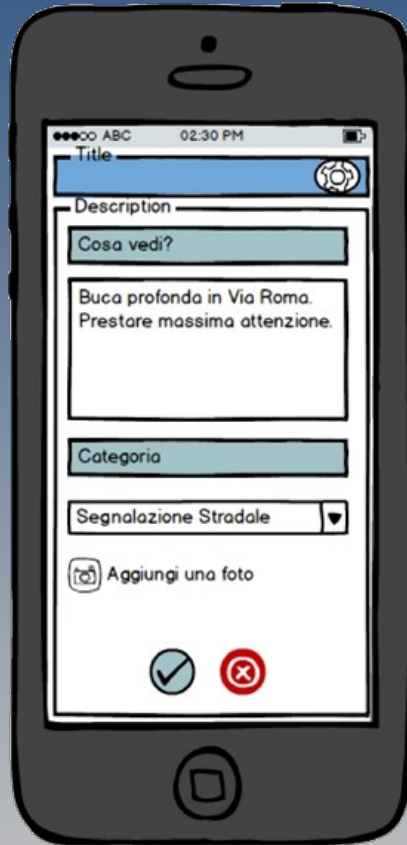 ABC 02:30 PM
Title
Description
Cosa vedi?
Buca profonda in Via Roma.
Prestare massima attenzione.
Categoria
Segnalazione Stradale
Aggiungi una foto